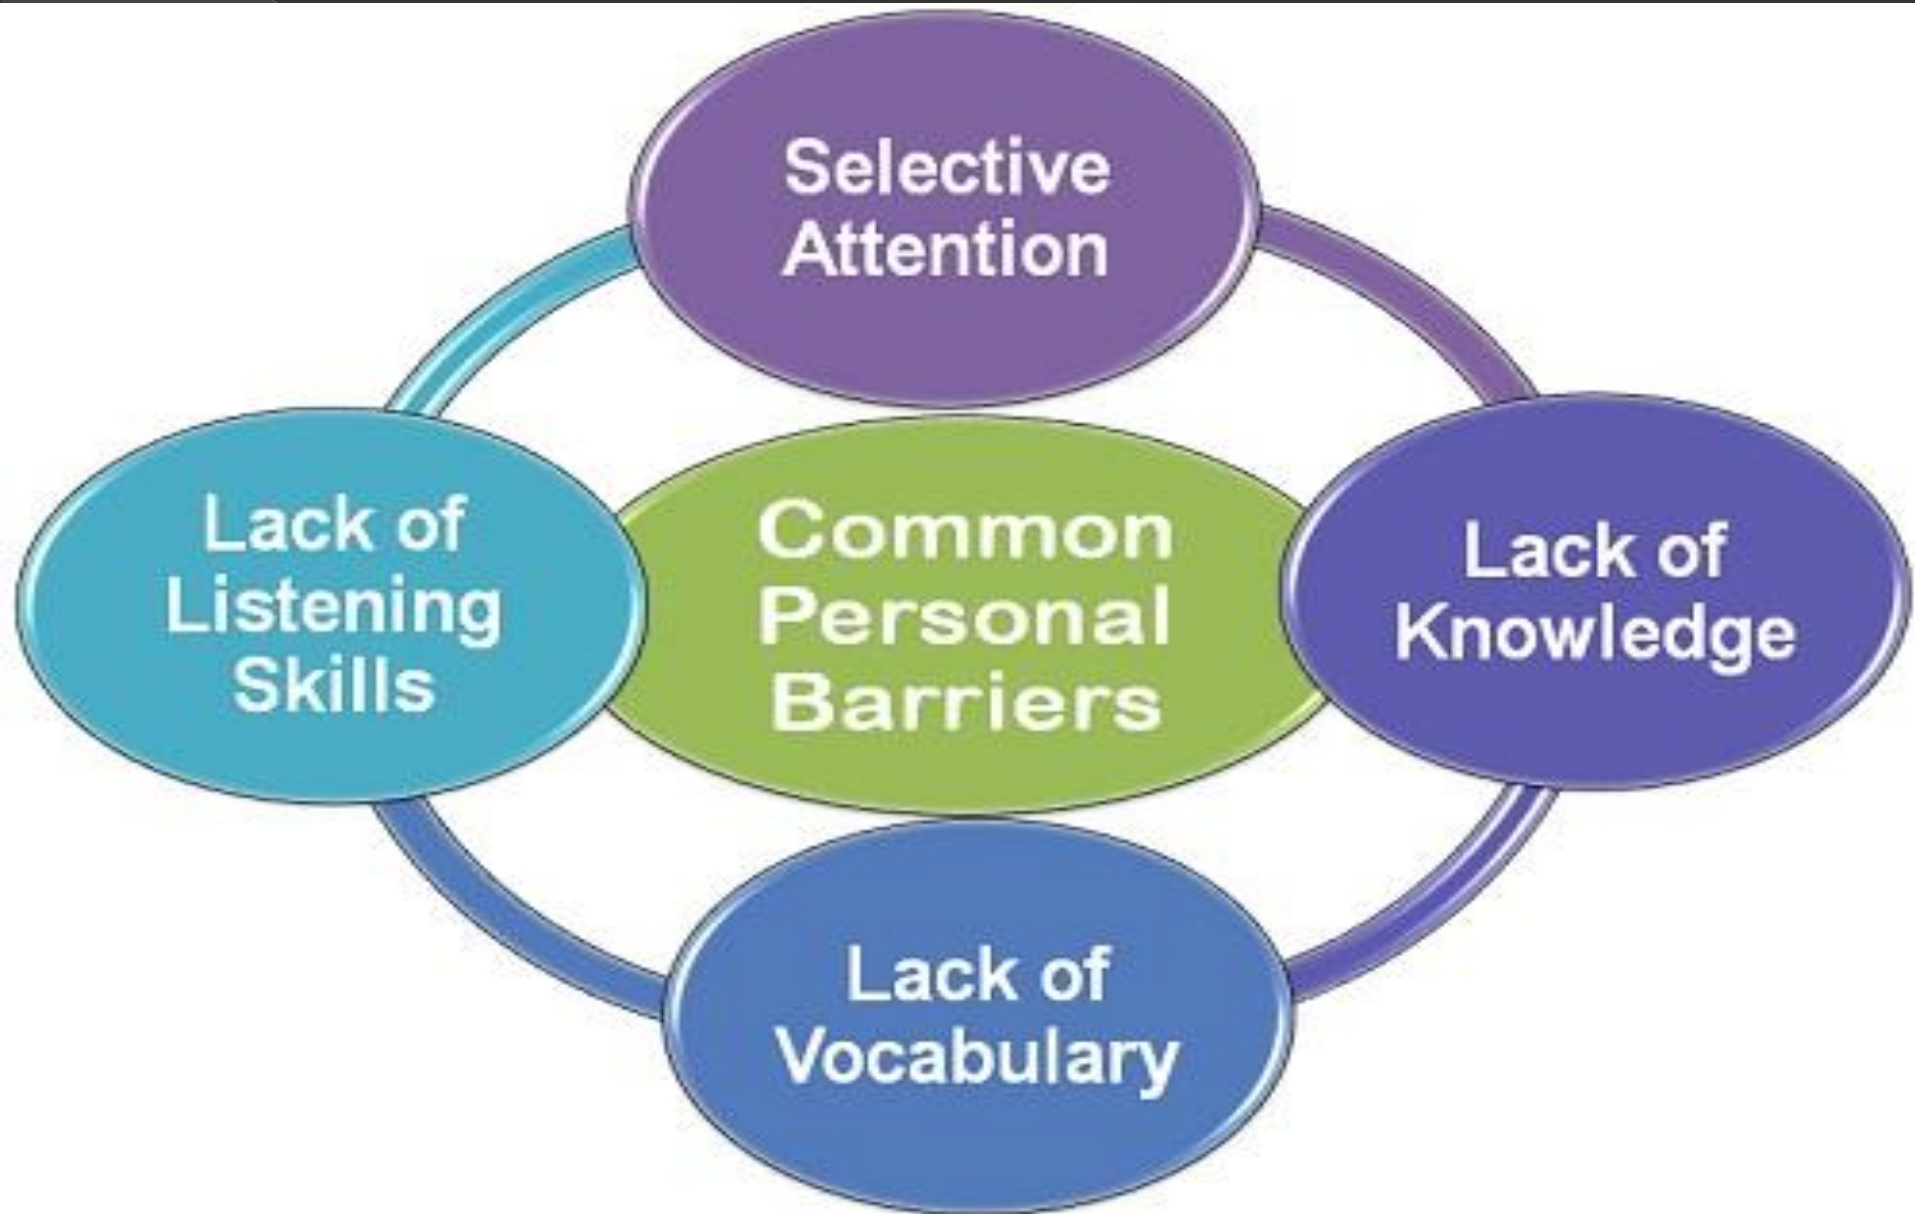 Selective
Attention
Lack of
Listening
Skills
Common
Personal
Barriers
Lack of
Knowledge
Lack of
Vocabulary